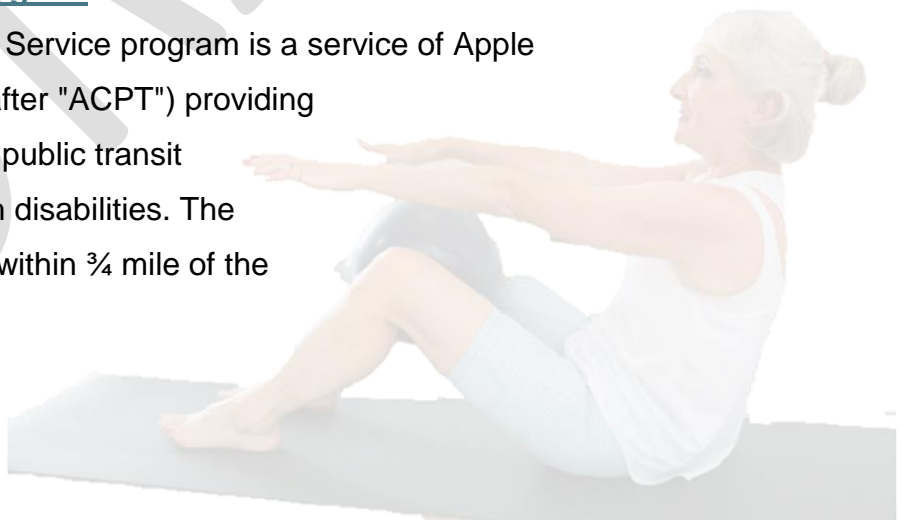 Service program is a service of Apple
after "ACPT") providing
public transit
disabilities. The
within ¾ mile of the